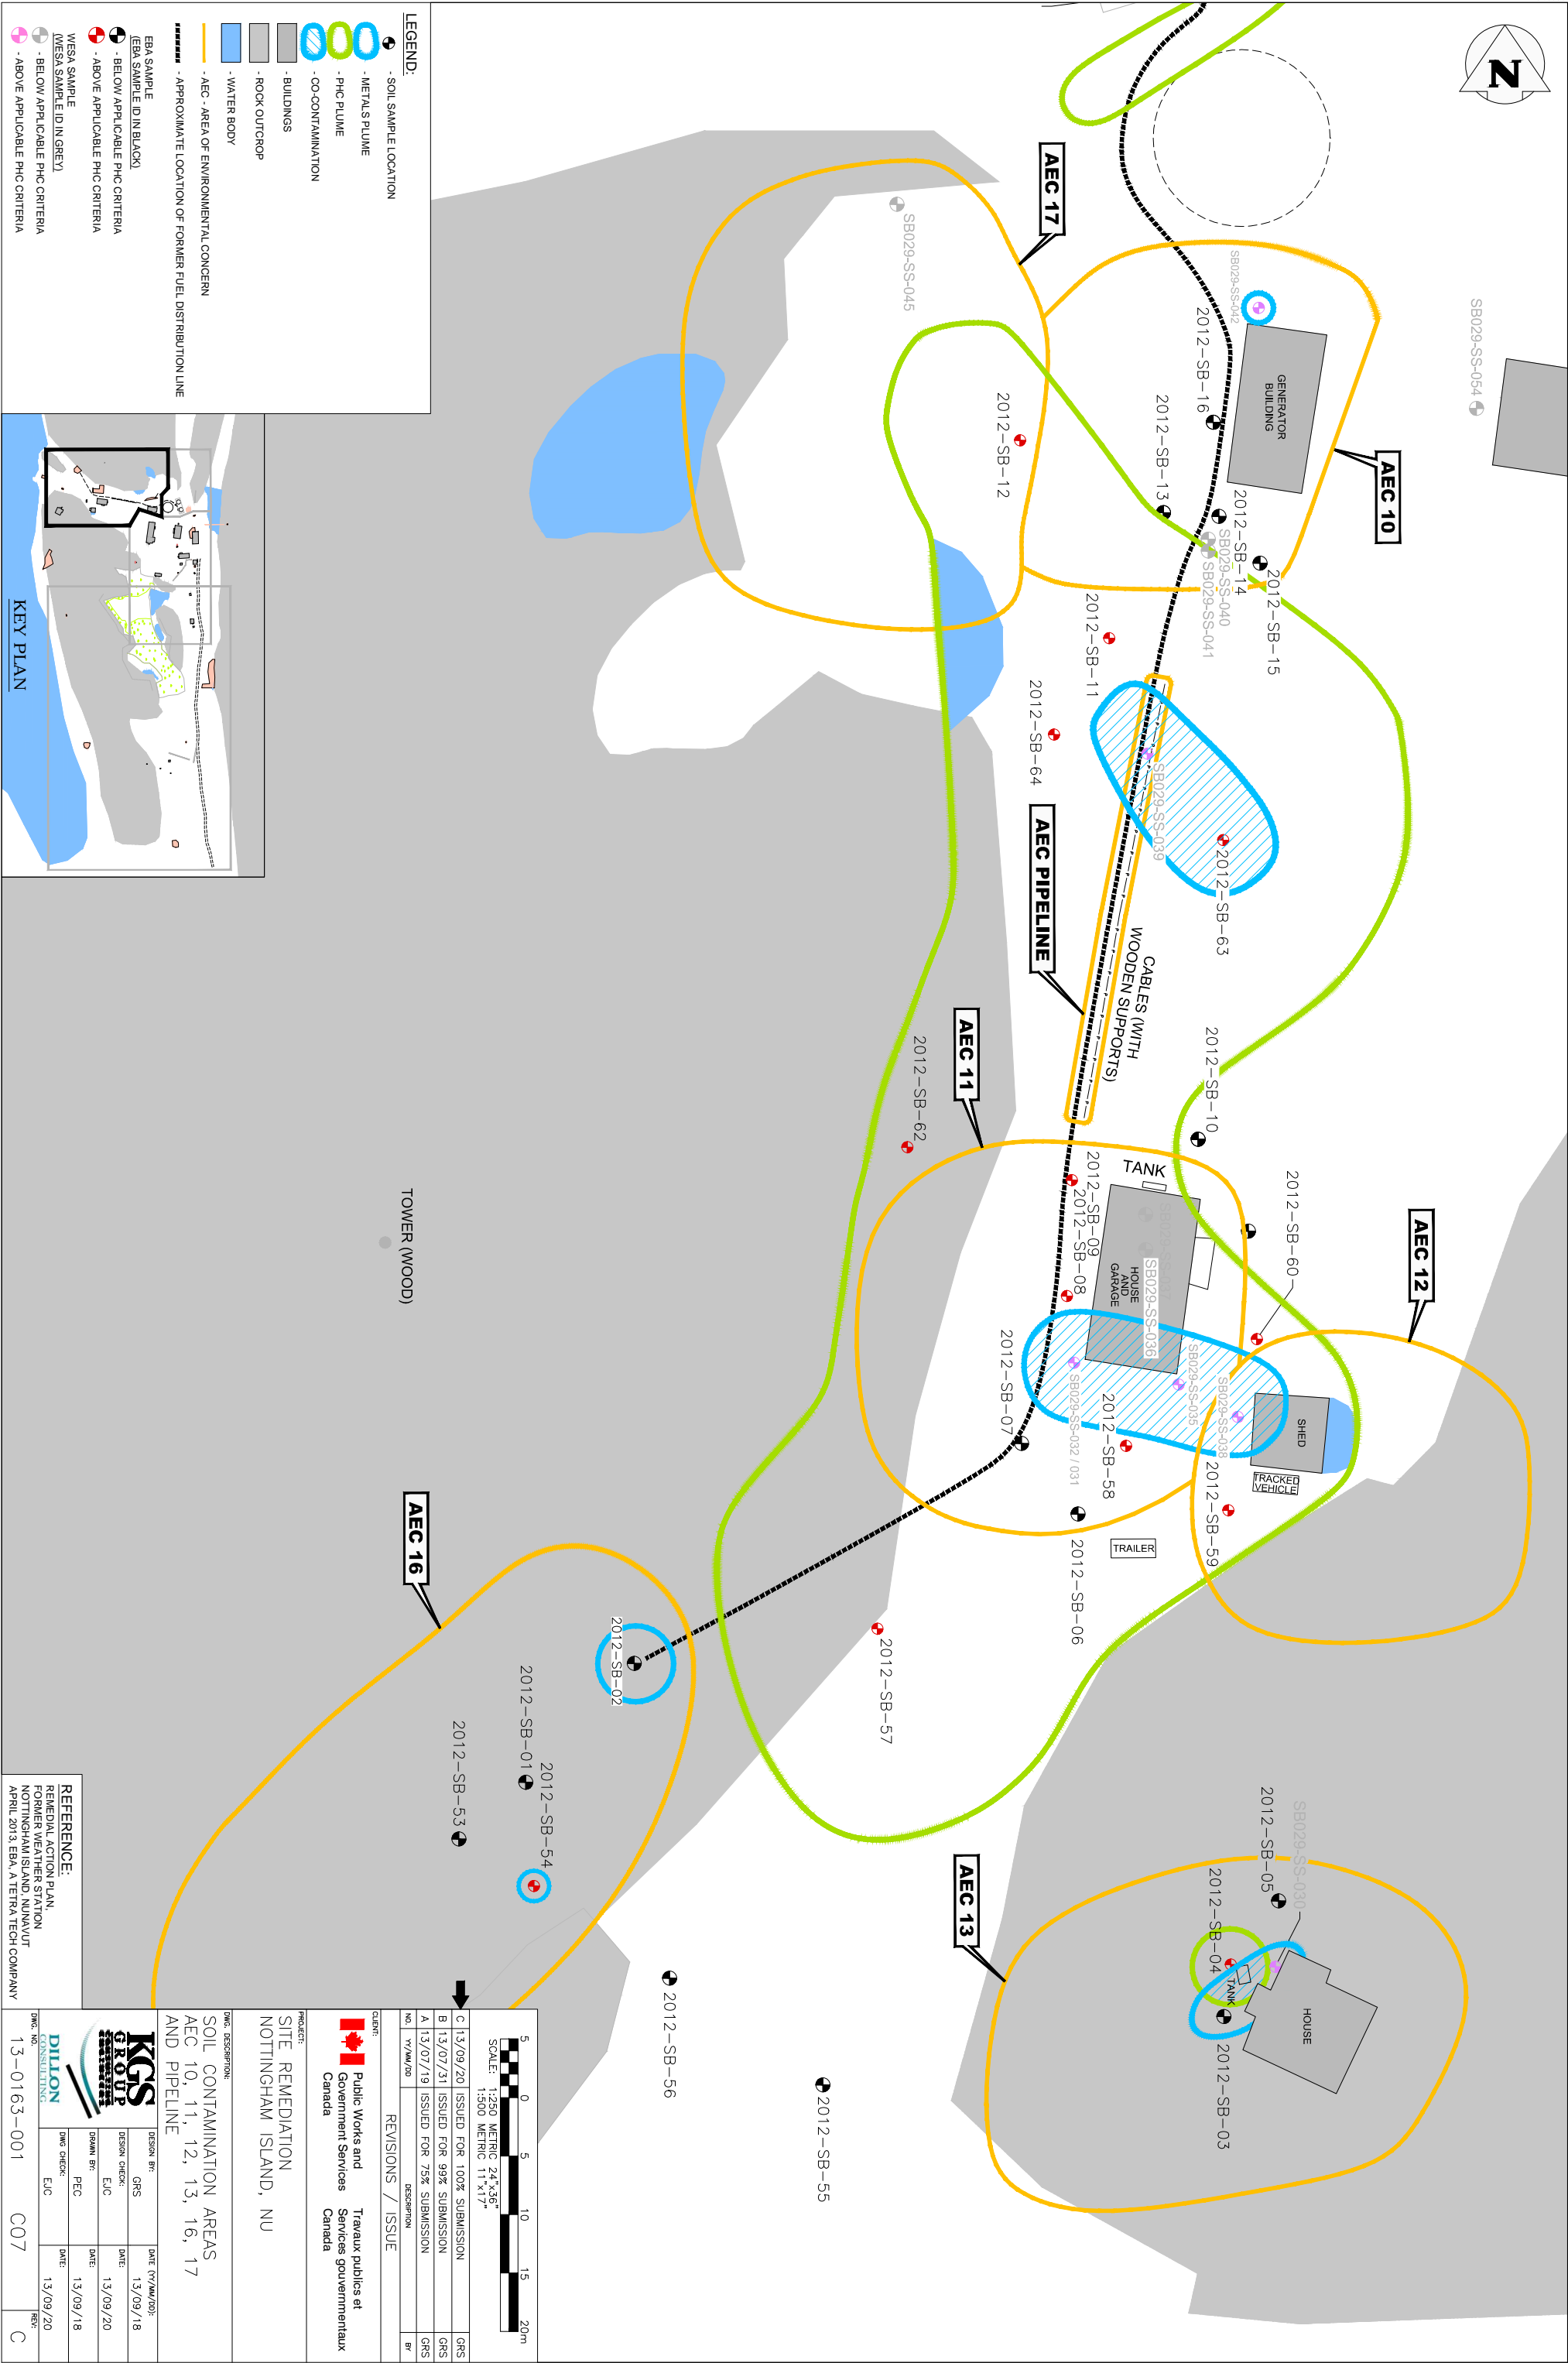 N
AEC 17
AEC 10
AEC 12
AEC PIPELINE
AEC 11
AEC 16
AEC 13
SB029-SS-054
SB029-SS-042
2012-SB-16
GENERATOR
BUILDING
SB029-SS-045
2012-SB-12
2012-SB-13
2012-SB-14
SB029-SS-040
SB029-SS-041
2012-SB-15
2012-SB-11
2012-SB-64
SB029-SS-039
2012-SB-63
CABLES (WITH
WOODEN SUPPORTS)
2012-SB-10
2012-SB-62
TANK
2012-SB-09
2012-SB-08
HOUSE
AND
GARAGE
SB029-SS-036
2012-SB-60
SB029-SS-035
SB029-SS-038
SB029-SS-032 / 031
2012-SB-07
2012-SB-58
SHED
TRACKED
VEHICLE
2012-SB-59
TRAILER
2012-SB-06
2012-SB-57
TOWER (WOOD)
2012-SB-02
2012-SB-01
2012-SB-54
2012-SB-53
2012-SB-56
2012-SB-55
SB029-SS-030
2012-SB-05
2012-SB-04
TANK
2012-SB-03
HOUSE
LEGEND:
- SOIL SAMPLE LOCATION
- METALS PLUME
- PHC PLUME
- CO-CONTAMINATION
- BUILDINGS
- ROCK OUTCROP
- WATER BODY
- AEC - AREA OF ENVIRONMENTAL CONCERN
- APPROXIMATE LOCATION OF FORMER FUEL DISTRIBUTION LINE
EBA SAMPLE
(EBA SAMPLE ID IN BLACK)
- BELOW APPLICABLE PHC CRITERIA
- ABOVE APPLICABLE PHC CRITERIA
WESA SAMPLE
(WESA SAMPLE ID IN GREY)
- BELOW APPLICABLE PHC CRITERIA
- ABOVE APPLICABLE PHC CRITERIA
KEY PLAN
REFERENCE:
REMEDIAL ACTION PLAN,
FORMER WEATHER STATION
NOTTINGHAM ISLAND, NUNAVUT
APRIL 2013, EBA, A TETRA TECH COMPANY
5 0 5 10 15 20m
SCALE: 1:250 METRIC 24"x36"
1:500 METRIC 11"x17"
C 13/09/20 ISSUED FOR 100% SUBMISSION GRS
B 13/07/31 ISSUED FOR 99% SUBMISSION GRS
A 13/07/19 ISSUED FOR 75% SUBMISSION GRS
NO. YY/MM/DD DESCRIPTION BY
REVISIONS / ISSUE
CLIENT:
Public Works and Travaux publics et
Government Services Services gouvernementaux
Canada Canada
PROJECT:
SITE REMEDIATION
NOTTINGHAM ISLAND, NU
DWG. DESCRIPTION:
SOIL CONTAMINATION AREAS
AEC 10, 11, 12, 13, 16, 17
AND PIPELINE
KGS
GROUP
CONSULTING
ENGINEERS
DILLON
CONSULTING
DESIGN BY: GRS DATE (YY/MM/DD): 13/09/18
DESIGN CHECK: EJC DATE: 13/09/20
DRAWN BY: PEC DATE: 13/09/18
DWG CHECK: EJC DATE: 13/09/20
DWG NO. 13-0163-001 C07 REV: C